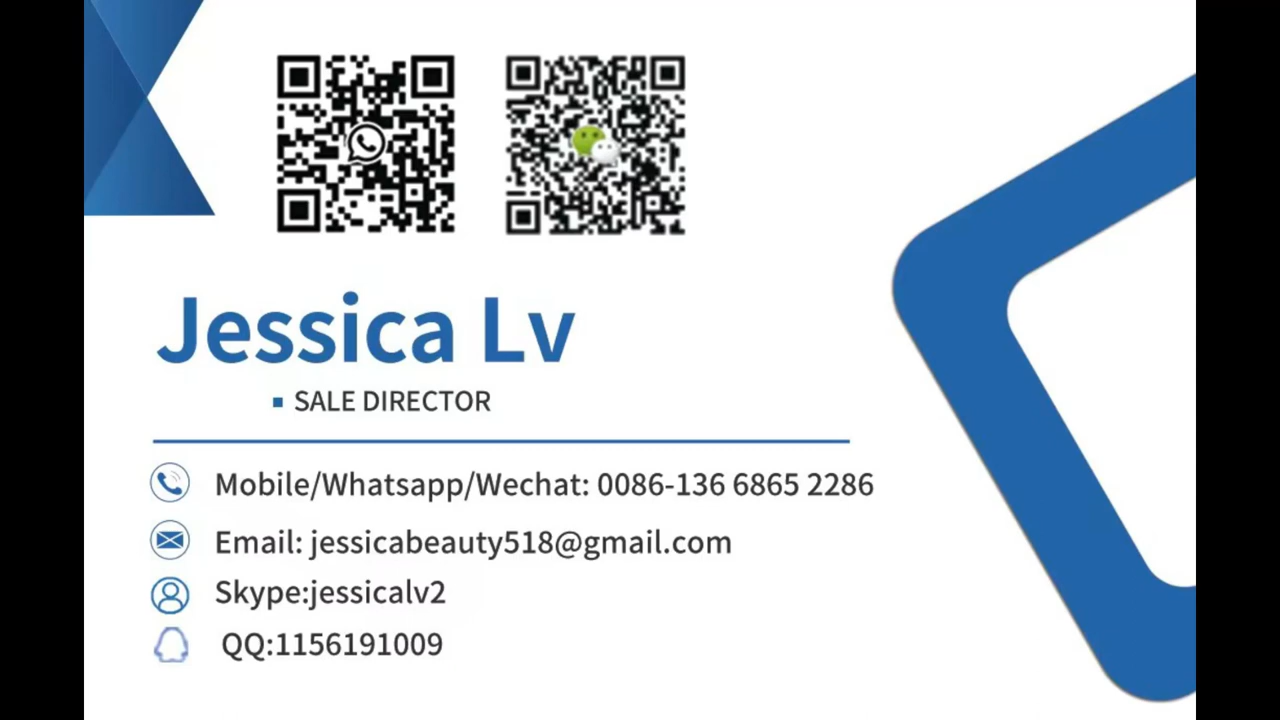 Jessica Lv
SALE DIRECTOR
Mobile/Whatsapp/Wechat: 0086-136 6865 2286
Email: jessicabeauty518@gmail.com
Skype:jessicalv2
QQ:1156191009